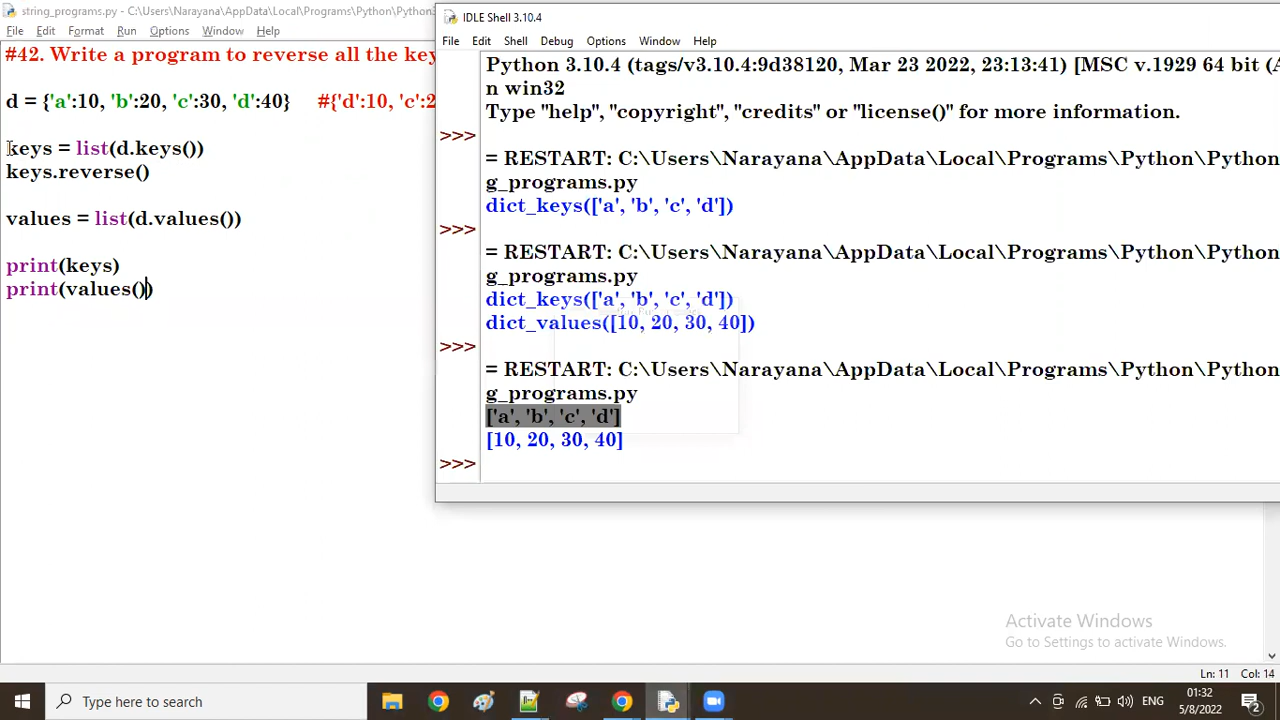 string_programs.py - C:\Users\Narayana\AppData\Local\Programs\Python\Python3
File Edit Format Run Options Window Help
#42. Write a program to reverse all the key
d = {'a':10, 'b':20, 'c':30, 'd':40} #{'d':10, 'c':2
keys = list(d.keys())
keys.reverse()
values = list(d.values())
print(keys)
print(values())
IDLE Shell 3.10.4
File Edit Shell Debug Options Window Help
Python 3.10.4 (tags/v3.10.4:9d38120, Mar 23 2022, 23:13:41) [MSC v.1929 64 bit (A
n win32
Type "help", "copyright", "credits" or "license()" for more information.
>>>
= RESTART: C:\Users\Narayana\AppData\Local\Programs\Python\Python
g_programs.py
dict_keys(['a', 'b', 'c', 'd'])
>>>
= RESTART: C:\Users\Narayana\AppData\Local\Programs\Python\Python
g_programs.py
dict_keys(['a', 'b', 'c', 'd'])
dict_values([10, 20, 30, 40])
>>>
= RESTART: C:\Users\Narayana\AppData\Local\Programs\Python\Python
g_programs.py
['a', 'b', 'c', 'd']
[10, 20, 30, 40]
>>>
Activate Windows
Go to Settings to activate Windows.
Ln: 11 Col: 14
Type here to search
ENG
01:32
5/8/2022
2